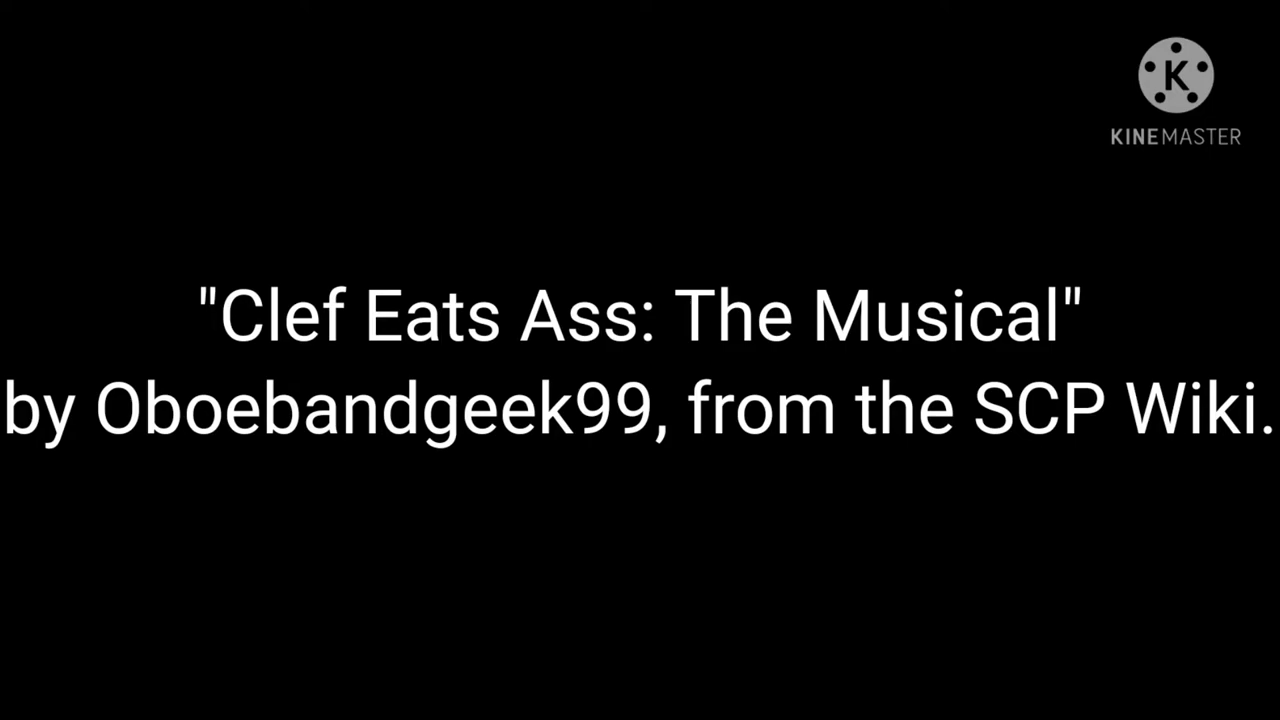 K
KINEMASTER
"Clef Eats Ass: The Musical"
by Oboebandgeek99, from the SCP Wiki.